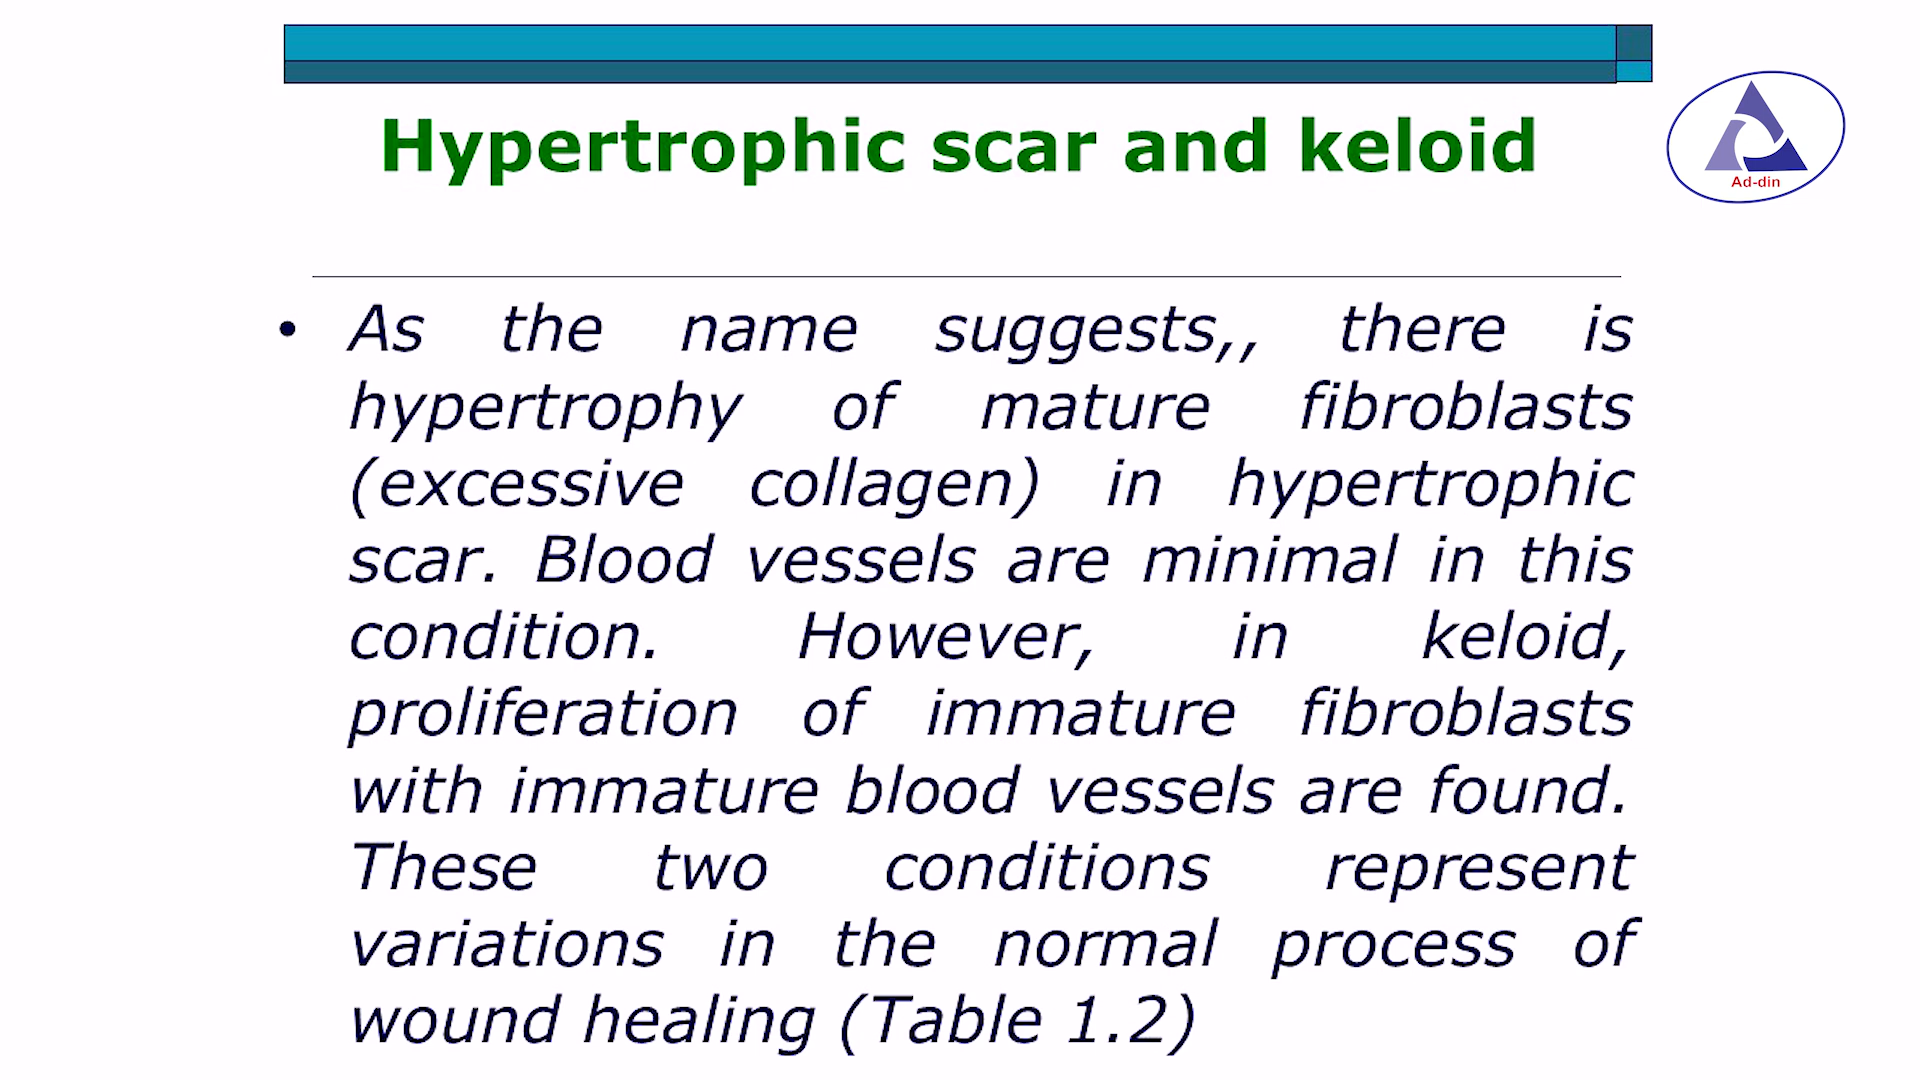 Hypertrophic scar and keloid
Ad-din
• As the name suggests,, there is
hypertrophy of mature fibroblasts
(excessive collagen) in hypertrophic
scar. Blood vessels are minimal in this
condition. However, in keloid,
proliferation of immature fibroblasts
with immature blood vessels are found.
These two conditions represent
variations in the normal process of
wound healing (Table 1.2)